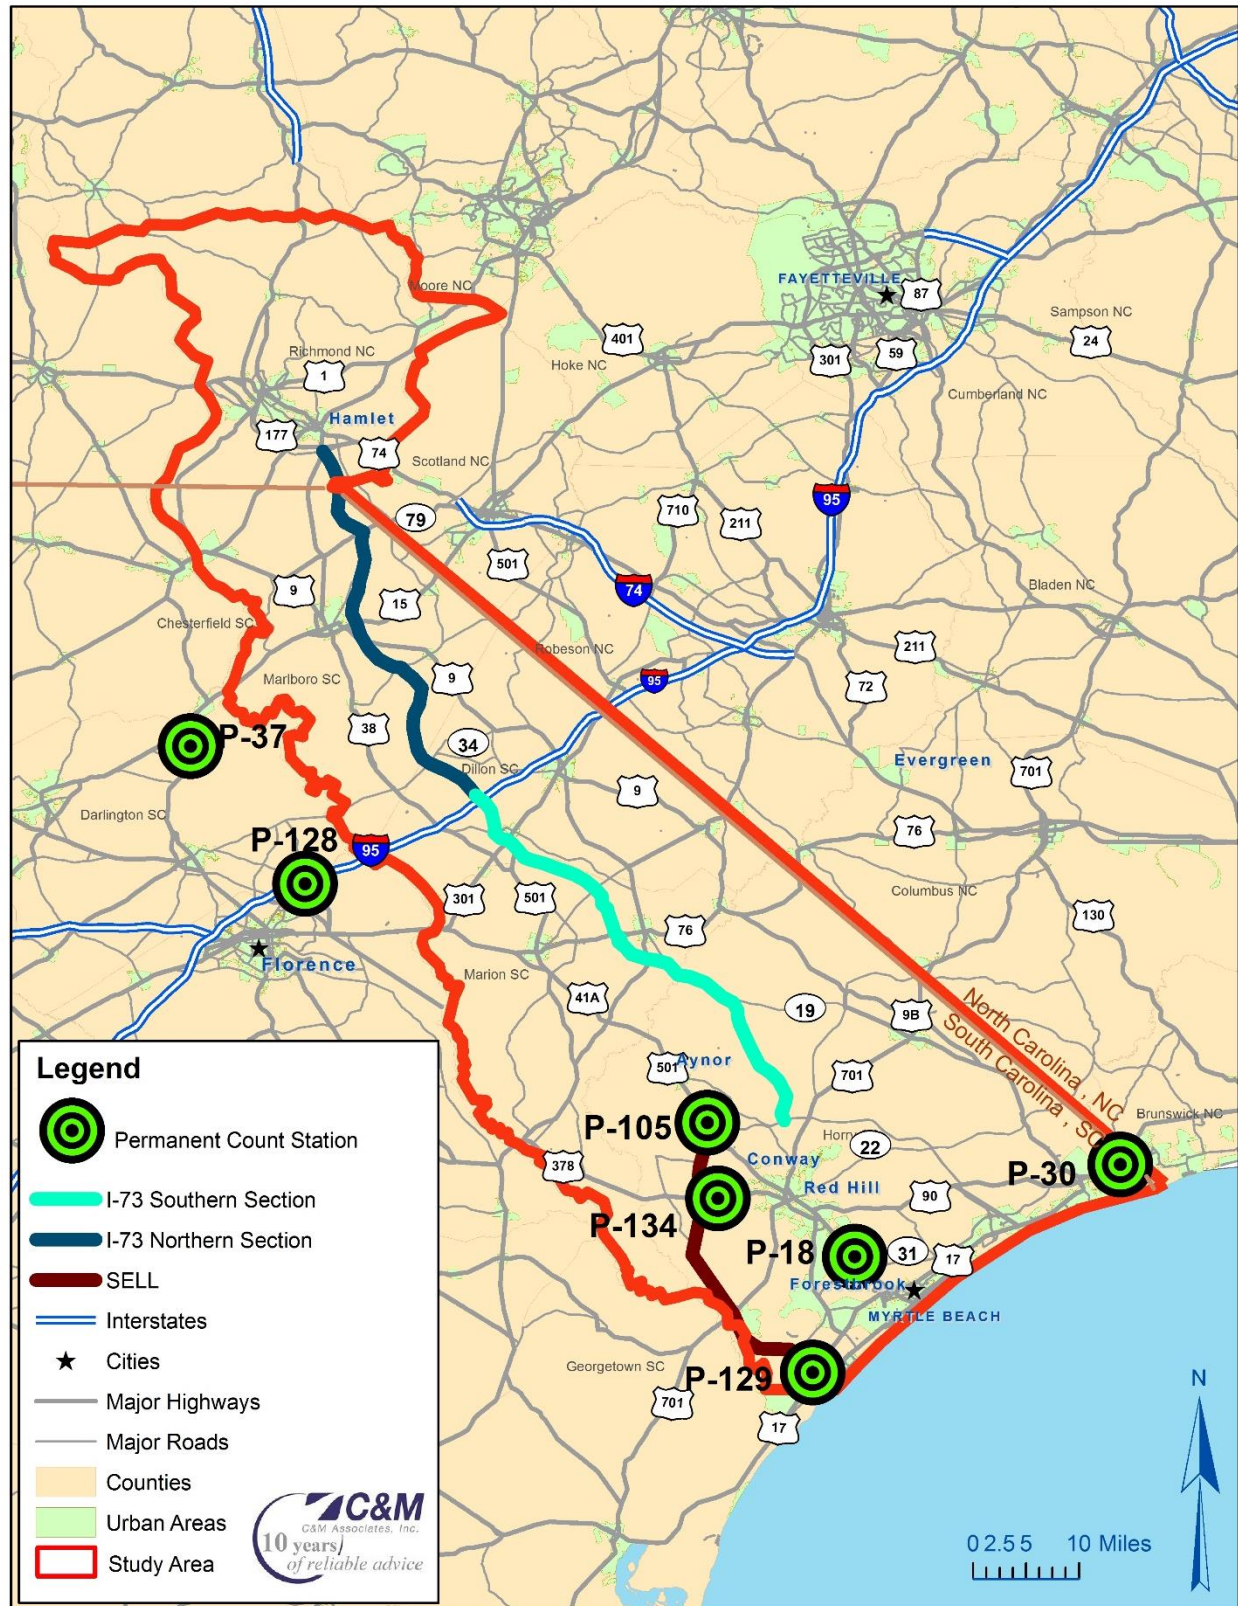 Moore NC
FAYETTEVILLE
87
Sampson NC
24
401
Richmond NC
1
Hoke NC
301
59
Cumberland NC
Hamlet
177
74
Scotland NC
95
79
710
211
501
74
9
15
Bladen NC
Chesterfield SC
Robeson NC
211
Marlboro SC
9
95
72
38
P-37
34
Dillon SC
Evergreen
701
9
Darlington SC
76
P-128
95
301
501
Columbus NC
130
76
Florence
Marion SC
41A
19
9B
North Carolina , NC
South Carolina , SC
501
Aynor
701
Brunswick NC
P-105
Horry
22
378
Conway
P-30
Red Hill
90
P-134
P-18
31
17
Forestbrook
MYRTLE BEACH
Georgetown SC
P-129
701
17
N
0 2.5 5 10 Miles
Legend
Permanent Count Station
I-73 Southern Section
I-73 Northern Section
SELL
Interstates
Cities
Major Highways
Major Roads
Counties
Urban Areas
Study Area
C&M
C&M Associates, Inc.
10 years
of reliable advice